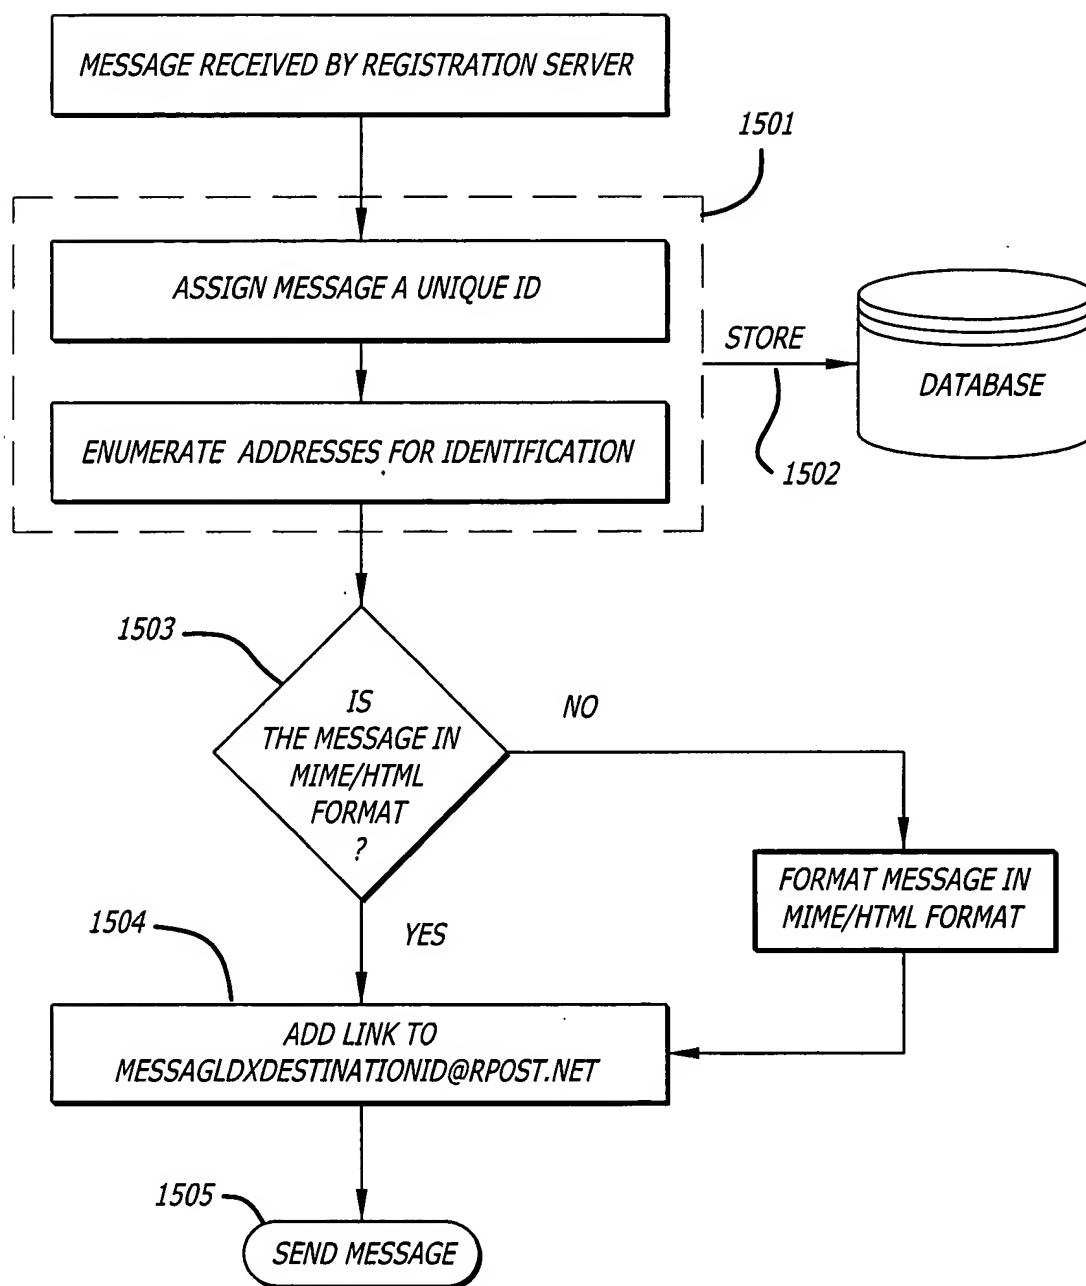 MESSAGE RECEIVED BY REGISTRATION SERVER
1501
ASSIGN MESSAGE A UNIQUE ID
STORE
DATABASE
ENUMERATE ADDRESSES FOR IDENTIFICATION
1502
1503
IS
THE MESSAGE IN
MIME/HTML
FORMAT
?
NO
FORMAT MESSAGE IN
MIME/HTML FORMAT
YES
1504
ADD LINK TO
MESSAGLDXDESTINATIONID@RPOST.NET
1505
SEND MESSAGE